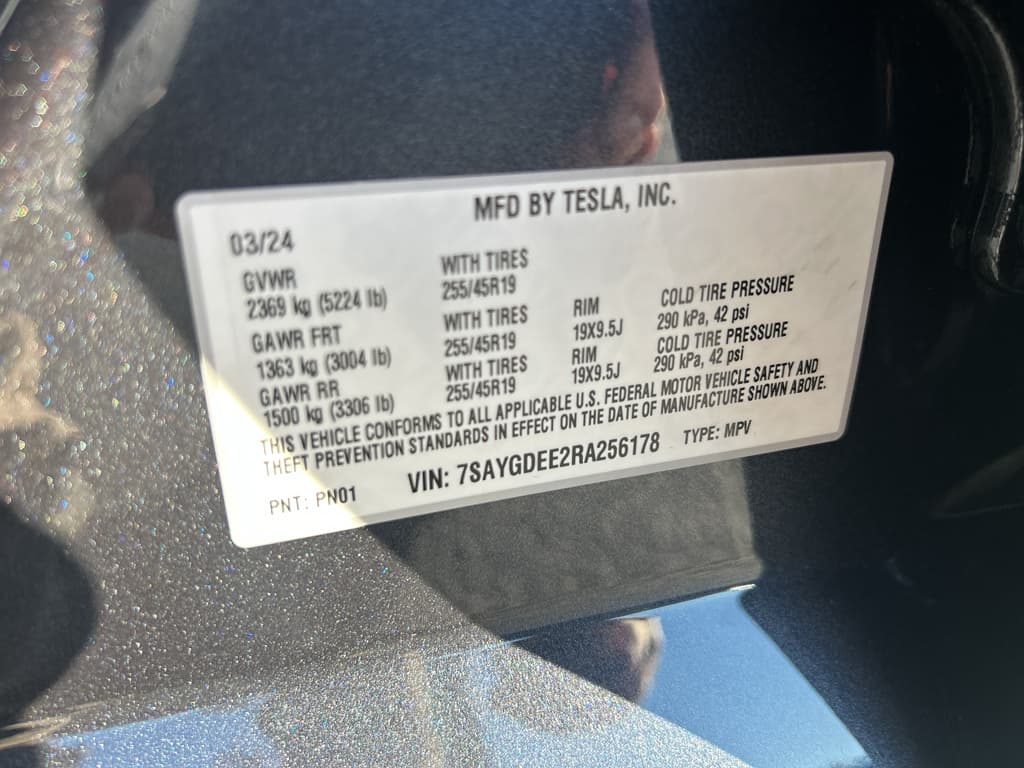 MFD BY TESLA, INC.
03/24
GVWR WITH TIRES
2369 kg (5224 lb) 255/45R19
GAWR FRT WITH TIRES RIM COLD TIRE PRESSURE
1363 kg (3004 lb) 255/45R19 19X9.5J 290 kPa, 42 psi
GAWR RR WITH TIRES RIM COLD TIRE PRESSURE
1500 kg (3306 lb) 255/45R19 19X9.5J 290 kPa, 42 psi
THIS VEHICLE CONFORMS TO ALL APPLICABLE U.S. FEDERAL MOTOR VEHICLE SAFETY AND
THEFT PREVENTION STANDARDS IN EFFECT ON THE DATE OF MANUFACTURE SHOWN ABOVE.
PNT: PN01 VIN: 7SAYGDEE2RA256178 TYPE: MPV